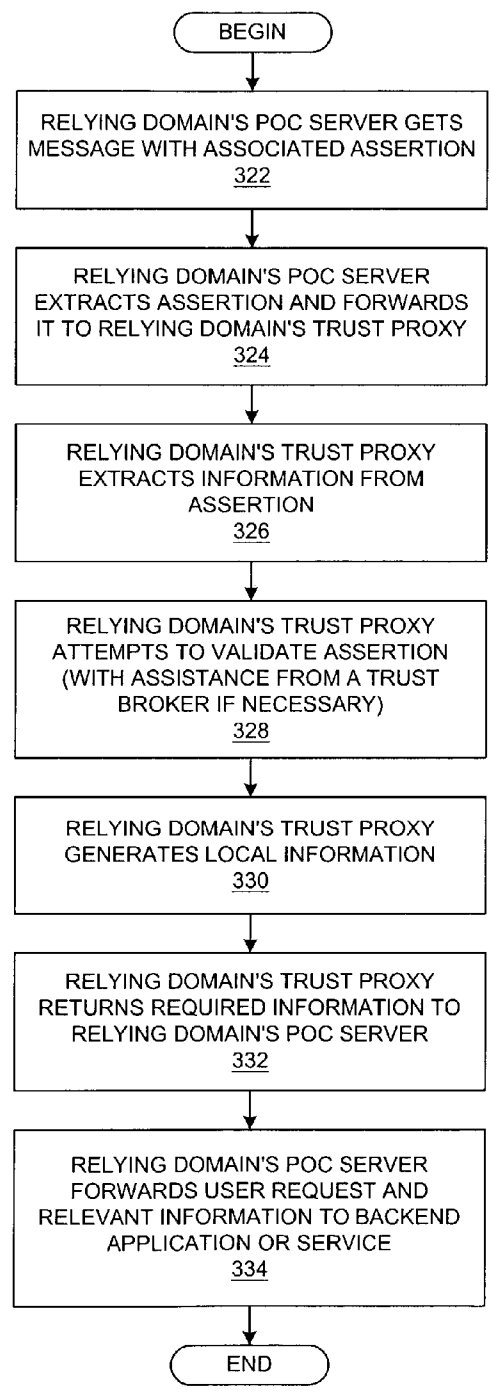 BEGIN
RELYING DOMAIN'S POC SERVER GETS
MESSAGE WITH ASSOCIATED ASSERTION
322
RELYING DOMAIN'S POC SERVER
EXTRACTS ASSERTION AND FORWARDS
IT TO RELYING DOMAIN'S TRUST PROXY
324
RELYING DOMAIN'S TRUST PROXY
EXTRACTS INFORMATION FROM
ASSERTION
326
RELYING DOMAIN'S TRUST PROXY
ATTEMPTS TO VALIDATE ASSERTION
(WITH ASSISTANCE FROM A TRUST
BROKER IF NECESSARY)
328
RELYING DOMAIN'S TRUST PROXY
GENERATES LOCAL INFORMATION
330
RELYING DOMAIN'S TRUST PROXY
RETURNS REQUIRED INFORMATION TO
RELYING DOMAIN'S POC SERVER
332
RELYING DOMAIN'S POC SERVER
FORWARDS USER REQUEST AND
RELEVANT INFORMATION TO BACKEND
APPLICATION OR SERVICE
334
END